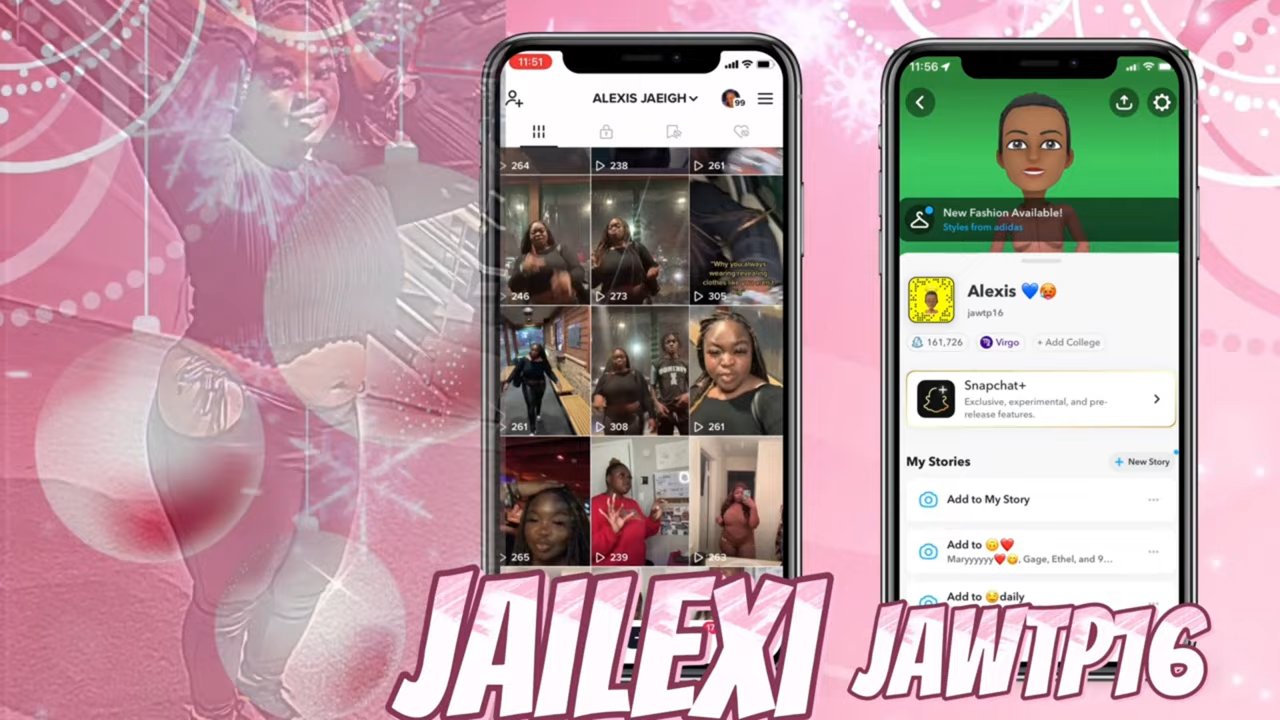 11:51
ALEXIS JAEIGH
99
264
238
261
246
273
"Why you always
wearing revealing
305
261
308
261
265
239
263
17
JAILEXI
11:56
New Fashion Available!
Styles from adidas
Alexis 💙🥵
jawtp16
161,726
Virgo
+ Add College
Snapchat+
Exclusive, experimental, and pre-
release features.
My Stories
+ New Story
Add to My Story
Add to 🙃❤️
Maryyyyyy❤️😋, Gage, Ethel, and 9...
Add to 😏daily
JAWTP16